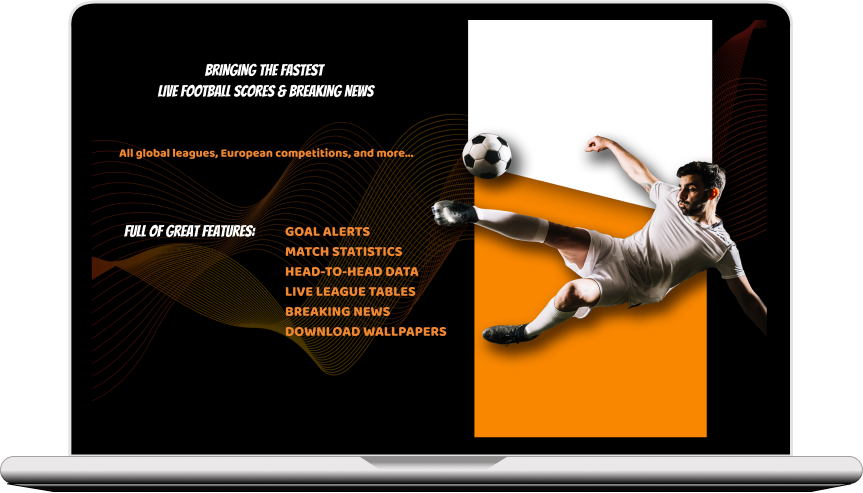 BRINGING THE FASTEST
LIVE FOOTBALL SCORES & BREAKING NEWS
All global leagues, European competitions, and more...
FULL OF GREAT FEATURES:
GOAL ALERTS
MATCH STATISTICS
HEAD-TO-HEAD DATA
LIVE LEAGUE TABLES
BREAKING NEWS
DOWNLOAD WALLPAPERS